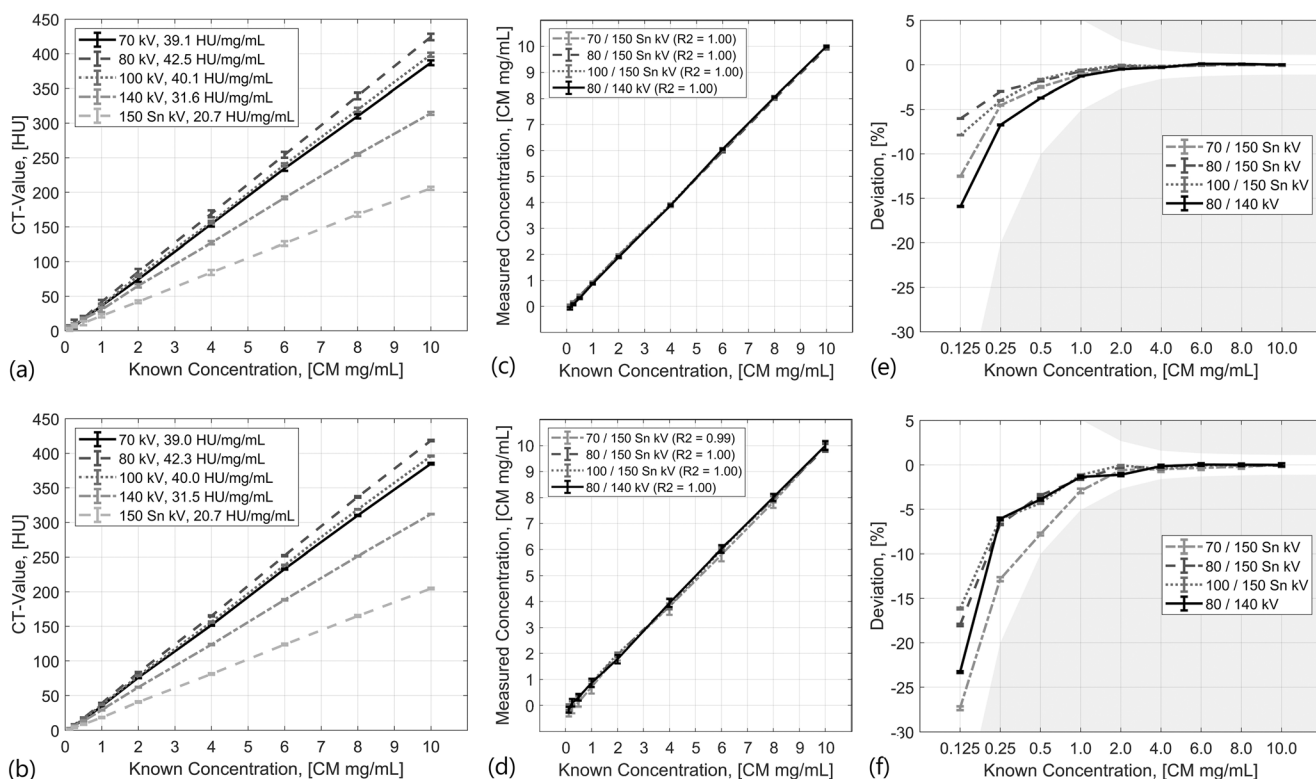 450
400
350
300
250
200
150
100
50
0
CT-Value, [HU]
70 kV, 39.1 HU/mg/mL
80 kV, 42.5 HU/mg/mL
100 kV, 40.1 HU/mg/mL
140 kV, 31.6 HU/mg/mL
150 Sn kV, 20.7 HU/mg/mL
0 1 2 3 4 5 6 7 8 9 10
Known Concentration, [CM mg/mL]
(a)
10
9
8
7
6
5
4
3
2
1
0
Measured Concentration, [CM mg/mL]
70 / 150 Sn kV (R2 = 1.00)
80 / 150 Sn kV (R2 = 1.00)
100 / 150 Sn kV (R2 = 1.00)
80 / 140 kV (R2 = 1.00)
0 1 2 3 4 5 6 7 8 9 10
Known Concentration, [CM mg/mL]
(c)
5
0
-5
-10
-15
-20
-25
-30
Deviation, [%]
70 / 150 Sn kV
80 / 150 Sn kV
100 / 150 Sn kV
80 / 140 kV
0.125 0.25 0.5 1.0 2.0 4.0 6.0 8.0 10.0
Known Concentration, [CM mg/mL]
(e)
450
400
350
300
250
200
150
100
50
0
CT-Value, [HU]
70 kV, 39.0 HU/mg/mL
80 kV, 42.3 HU/mg/mL
100 kV, 40.0 HU/mg/mL
140 kV, 31.5 HU/mg/mL
150 Sn kV, 20.7 HU/mg/mL
0 1 2 3 4 5 6 7 8 9 10
Known Concentration, [CM mg/mL]
(b)
10
9
8
7
6
5
4
3
2
1
0
Measured Concentration, [CM mg/mL]
70 / 150 Sn kV (R2 = 0.99)
80 / 150 Sn kV (R2 = 1.00)
100 / 150 Sn kV (R2 = 1.00)
80 / 140 kV (R2 = 1.00)
0 1 2 3 4 5 6 7 8 9 10
Known Concentration, [CM mg/mL]
(d)
5
0
-5
-10
-15
-20
-25
-30
Deviation, [%]
70 / 150 Sn kV
80 / 150 Sn kV
100 / 150 Sn kV
80 / 140 kV
0.125 0.25 0.5 1.0 2.0 4.0 6.0 8.0 10.0
Known Concentration, [CM mg/mL]
(f)